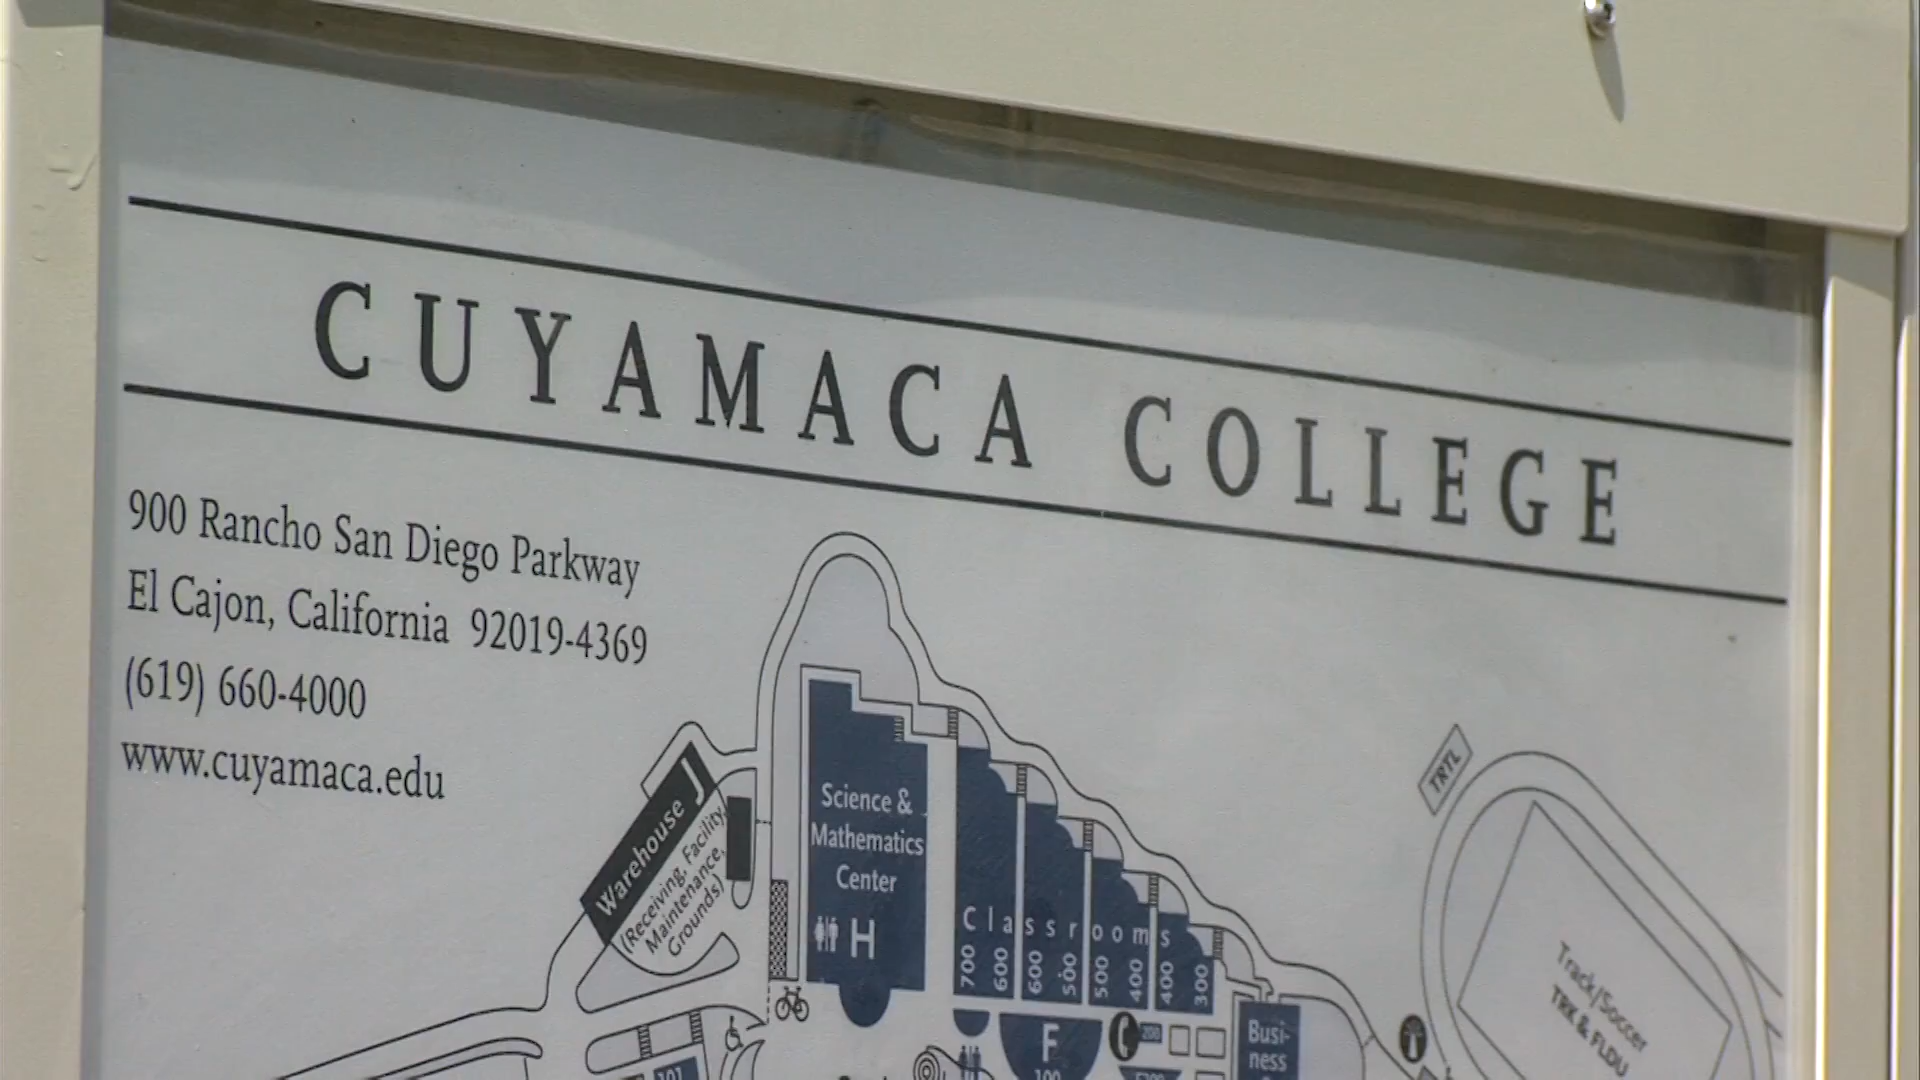 CUYAMACA COLLEGE
900 Rancho San Diego Parkway
El Cajon, California 92019-4369
(619) 660-4000
www.cuyamaca.edu
TRTL
Warehouse J
(Receiving, Facility
Maintenance,
Grounds)
Science &
Mathematics
Center
H
Classrooms
700 600 600 500 500 400 400 300
Track/Soccer
TRK & FLDU
F
100
Busi-
ness